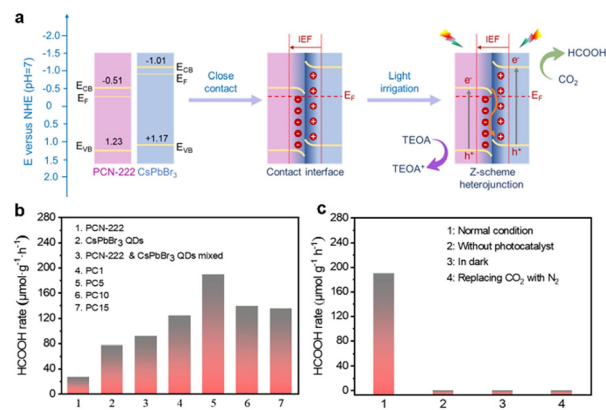 a
E versus NHE (pH=7)
-2.0
-1.5
-1.0
-0.5
0
0.5
1.0
1.5
2.0
-1.01
E_CB
E_F
-0.51
E_CB
E_F
1.23
+1.17
E_VB
E_VB
PCN-222
CsPbBr₃
Close
contact
IEF
E_F
Contact interface
Light
irrigation
TEOA
TEOA⁺
IEF
e⁻
e⁻
E_F
h⁺
h⁺
HCOOH
CO₂
Z-scheme
heterojunction
b
HCOOH rate (μmol·g⁻¹·h⁻¹)
280
240
200
160
120
80
40
0
1. PCN-222
2. CsPbBr₃ QDs
3. PCN-222 & CsPbBr₃ QDs mixed
4. PC1
5. PC5
6. PC10
7. PC15
1 2 3 4 5 6 7
c
HCOOH rate (μmol g⁻¹ h⁻¹)
280
240
200
160
120
80
40
0
1: Normal condition
2: Without photocatalyst
3: In dark
4: Replacing CO₂ with N₂
1 2 3 4